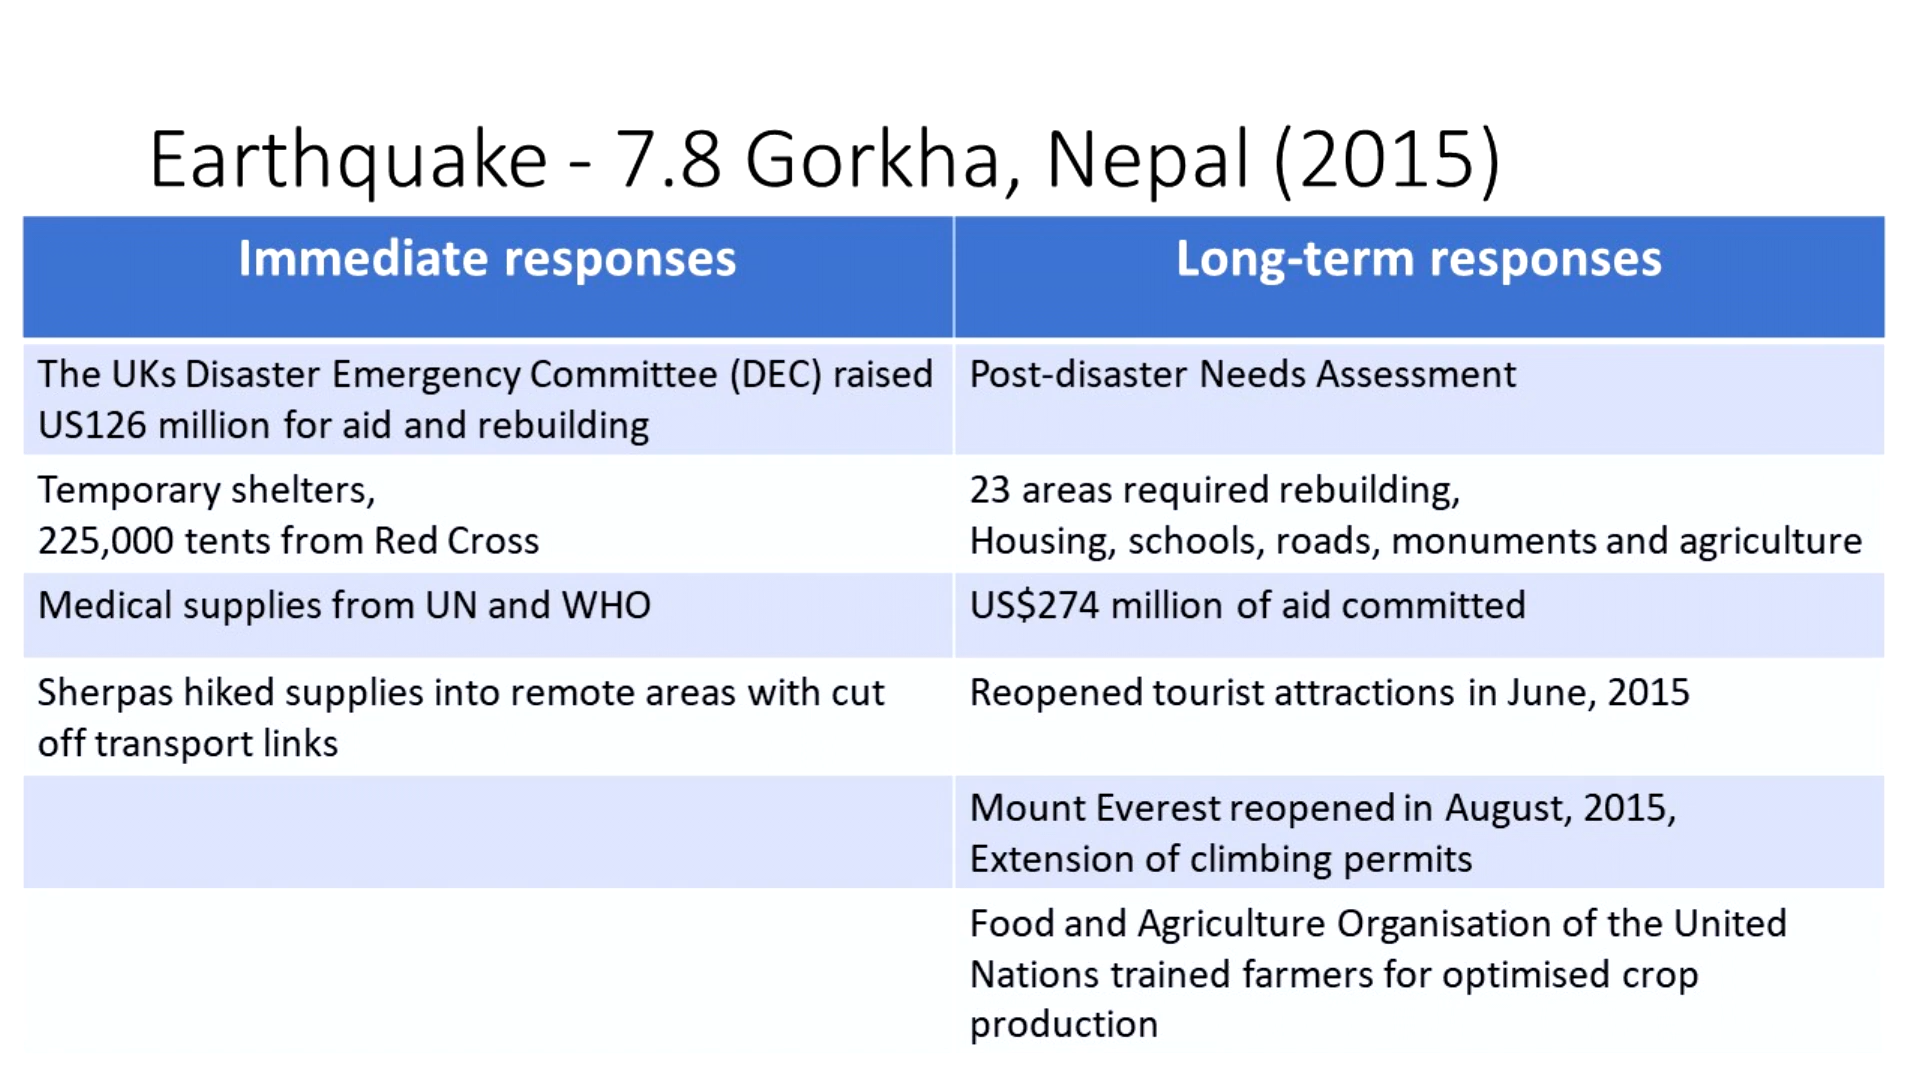 Earthquake - 7.8 Gorkha, Nepal (2015)
Immediate responses
Long-term responses
The UKs Disaster Emergency Committee (DEC) raised
US126 million for aid and rebuilding
Post-disaster Needs Assessment
Temporary shelters,
225,000 tents from Red Cross
23 areas required rebuilding,
Housing, schools, roads, monuments and agriculture
Medical supplies from UN and WHO
US$274 million of aid committed
Sherpas hiked supplies into remote areas with cut
off transport links
Reopened tourist attractions in June, 2015
Mount Everest reopened in August, 2015,
Extension of climbing permits
Food and Agriculture Organisation of the United
Nations trained farmers for optimised crop
production